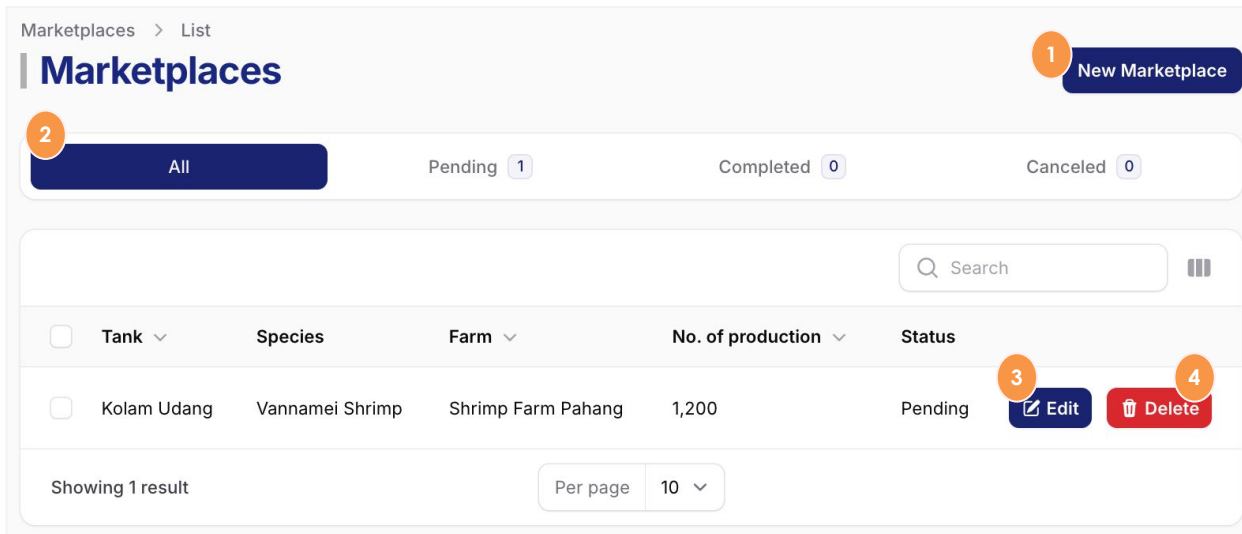 Marketplaces > List
Marketplaces
1
New Marketplace
2
All
Pending 1
Completed 0
Canceled 0
Search
Tank Species Farm No. of production Status
3 4
Kolam Udang Vannamei Shrimp Shrimp Farm Pahang 1,200 Pending Edit Delete
Showing 1 result
Per page 10